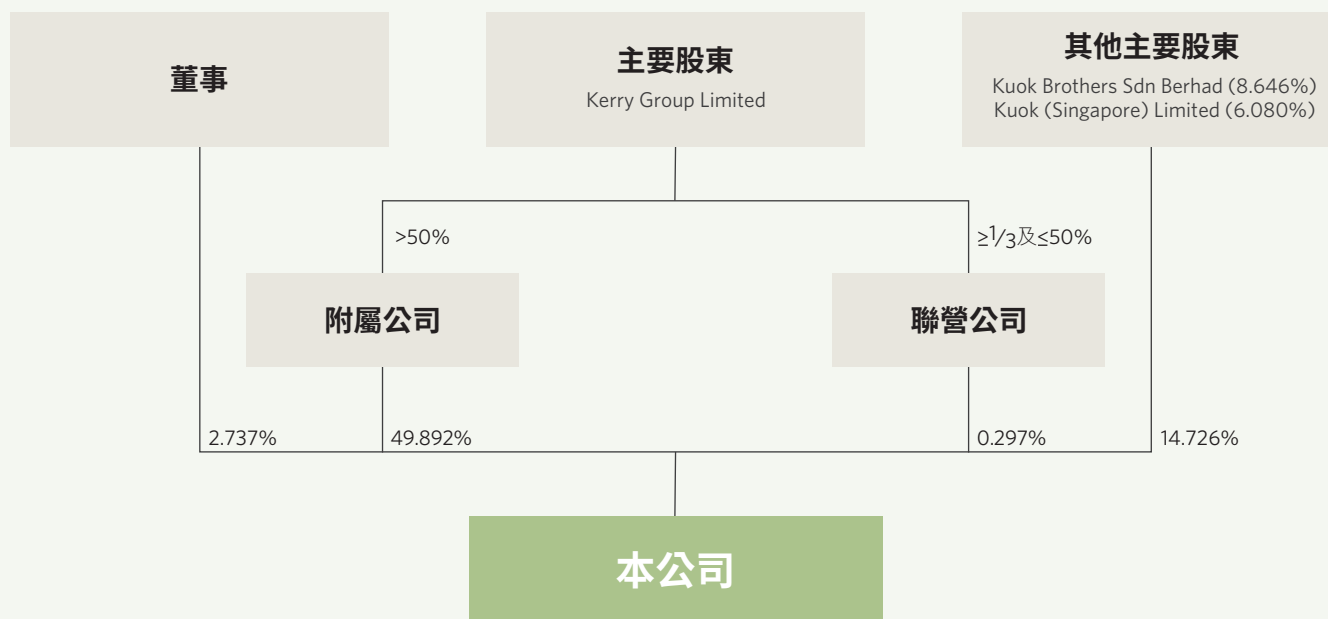 董事
主要股東
Kerry Group Limited
其他主要股東
Kuok Brothers Sdn Berhad (8.646%)
Kuok (Singapore) Limited (6.080%)
>50%
≥1/3及≤50%
附屬公司
聯營公司
2.737%
49.892%
0.297%
14.726%
本公司